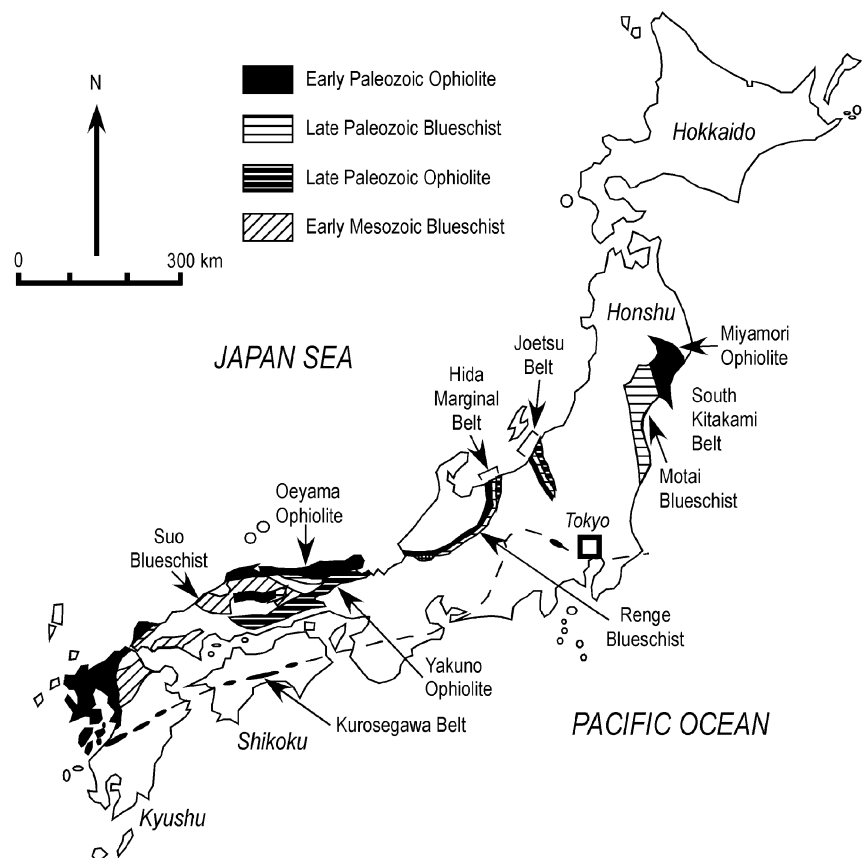 N
0
300 km
Early Paleozoic Ophiolite
Late Paleozoic Blueschist
Late Paleozoic Ophiolite
Early Mesozoic Blueschist
Hokkaido
Honshu
JAPAN SEA
Miyamori
Ophiolite
Joetsu
Belt
Hida
Marginal
Belt
South
Kitakami
Belt
Motai
Blueschist
Oeyama
Ophiolite
Tokyo
Suo
Blueschist
Renge
Blueschist
Yakuno
Ophiolite
Kurosegawa Belt
Shikoku
PACIFIC OCEAN
Kyushu